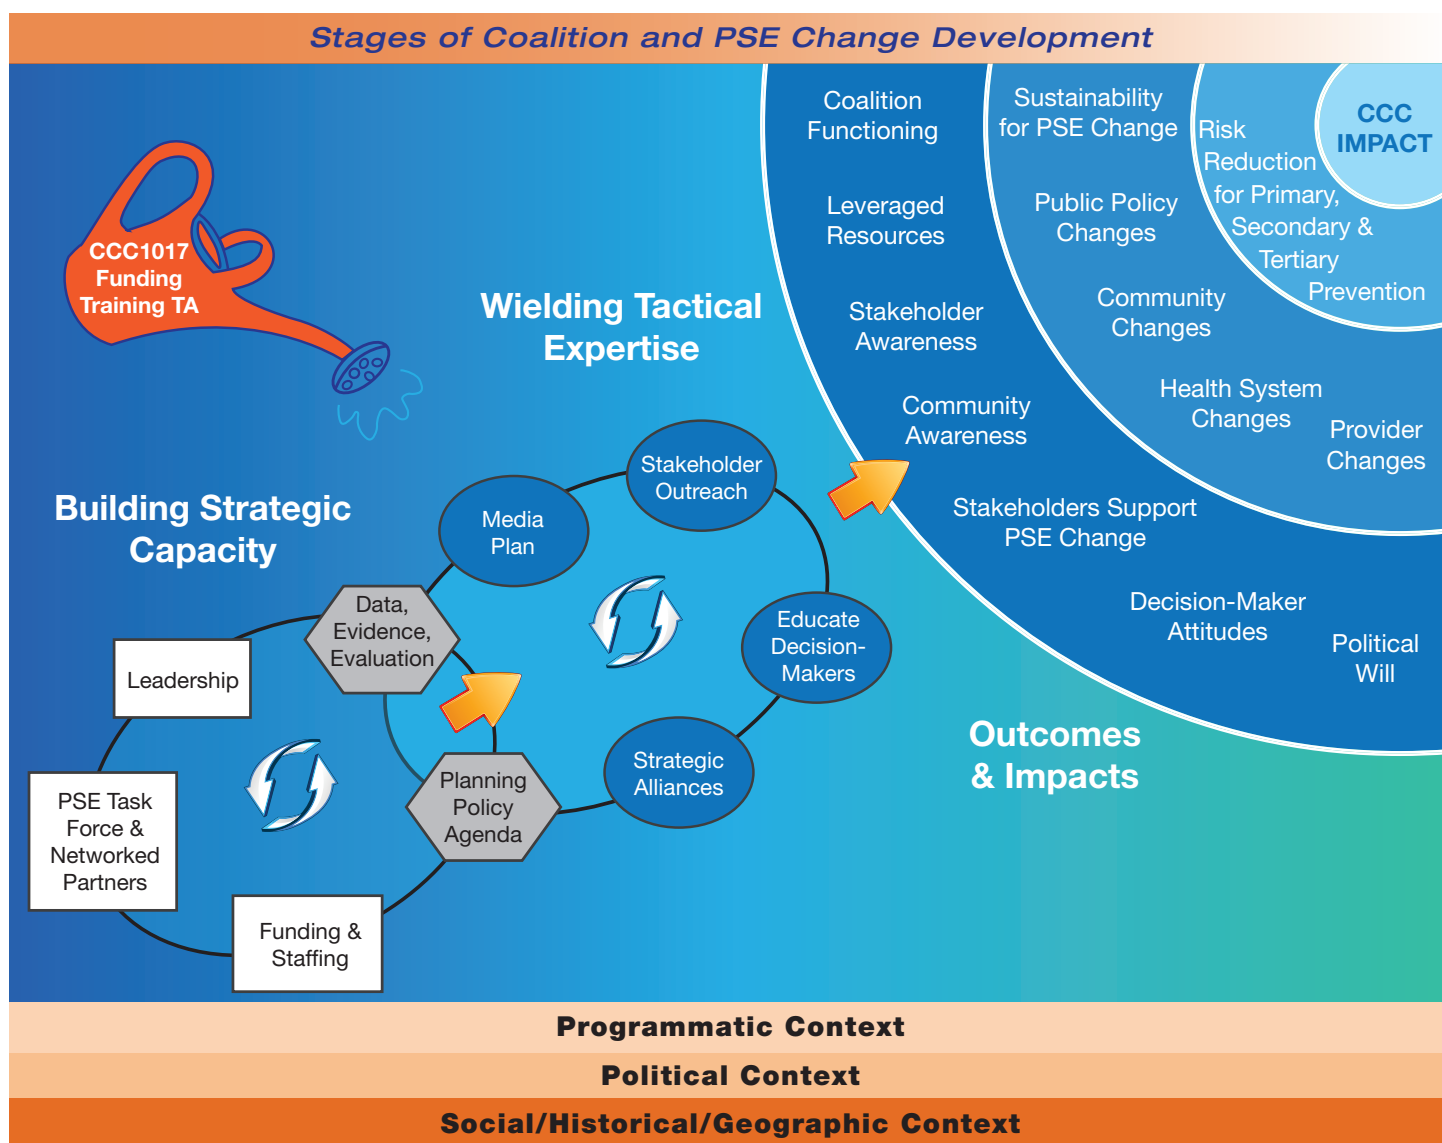 Stages of Coalition and PSE Change Development
CCC1017
Funding
Training TA
Building Strategic
Capacity
Leadership
PSE Task
Force &
Networked
Partners
Funding &
Staffing
Data,
Evidence,
Evaluation
Planning
Policy
Agenda
Wielding Tactical
Expertise
Media
Plan
Stakeholder
Outreach
Educate
Decision-
Makers
Strategic
Alliances
Outcomes
& Impacts
Coalition
Functioning
Leveraged
Resources
Stakeholder
Awareness
Community
Awareness
Stakeholders Support
PSE Change
Decision-Maker
Attitudes
Political
Will
Sustainability
for PSE Change
Public Policy
Changes
Community
Changes
Health System
Changes
Provider
Changes
Risk
Reduction
for Primary,
Secondary &
Tertiary
Prevention
CCC
IMPACT
Programmatic Context
Political Context
Social/Historical/Geographic Context